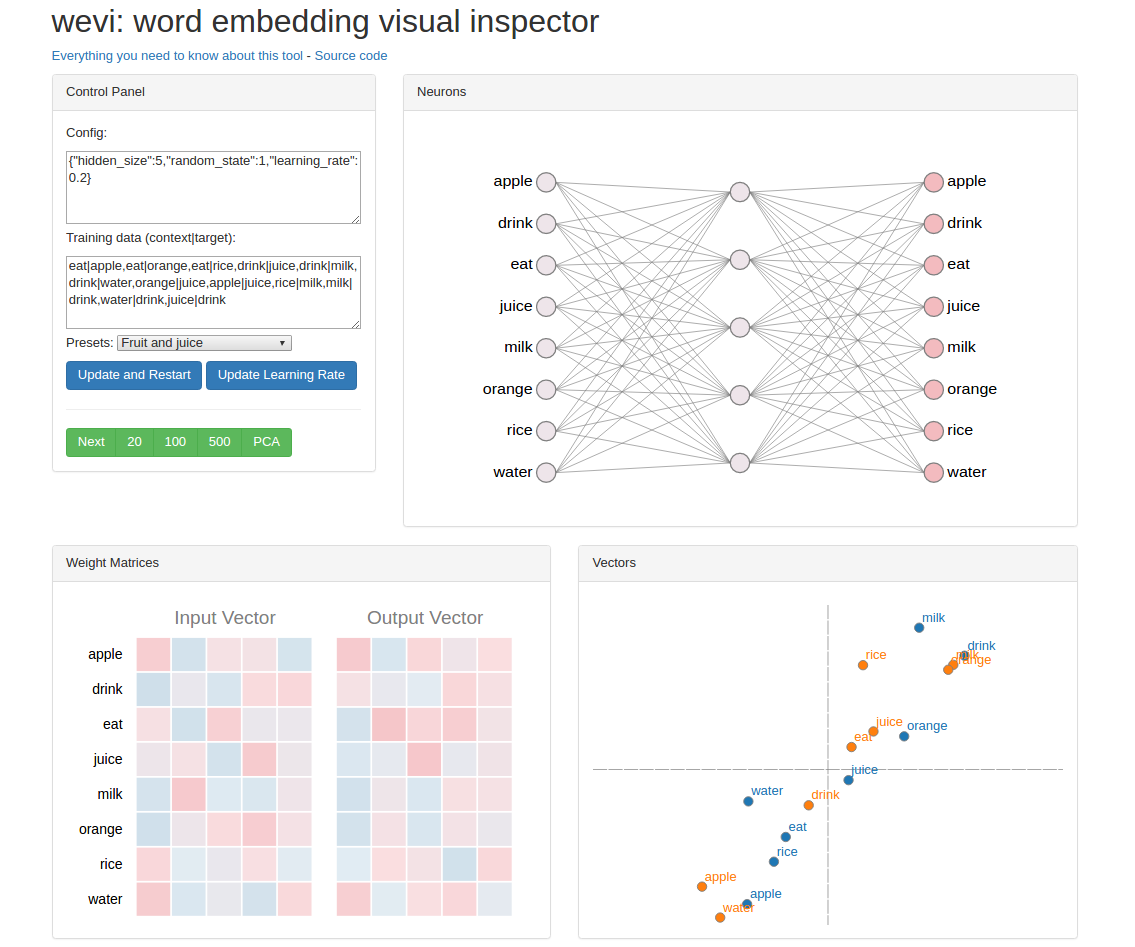 wevi: word embedding visual inspector
Everything you need to know about this tool - Source code
Control Panel
Config:
{"hidden_size":5,"random_state":1,"learning_rate":
0.2}
Training data (context|target):
eat|apple,eat|orange,eat|rice,drink|juice,drink|milk,
drink|water,orange|juice,apple|juice,rice|milk,milk|
drink,water|drink,juice|drink
Presets: Fruit and juice
Update and Restart Update Learning Rate
Next 20 100 500 PCA
Neurons
apple apple
drink drink
eat eat
juice juice
milk milk
orange orange
rice rice
water water
Weight Matrices
Input Vector Output Vector
apple
drink
eat
juice
milk
orange
rice
water
Vectors
milk
drink
rice milk
orange
juice orange
eat
juice
water drink
eat
rice
apple
apple
water